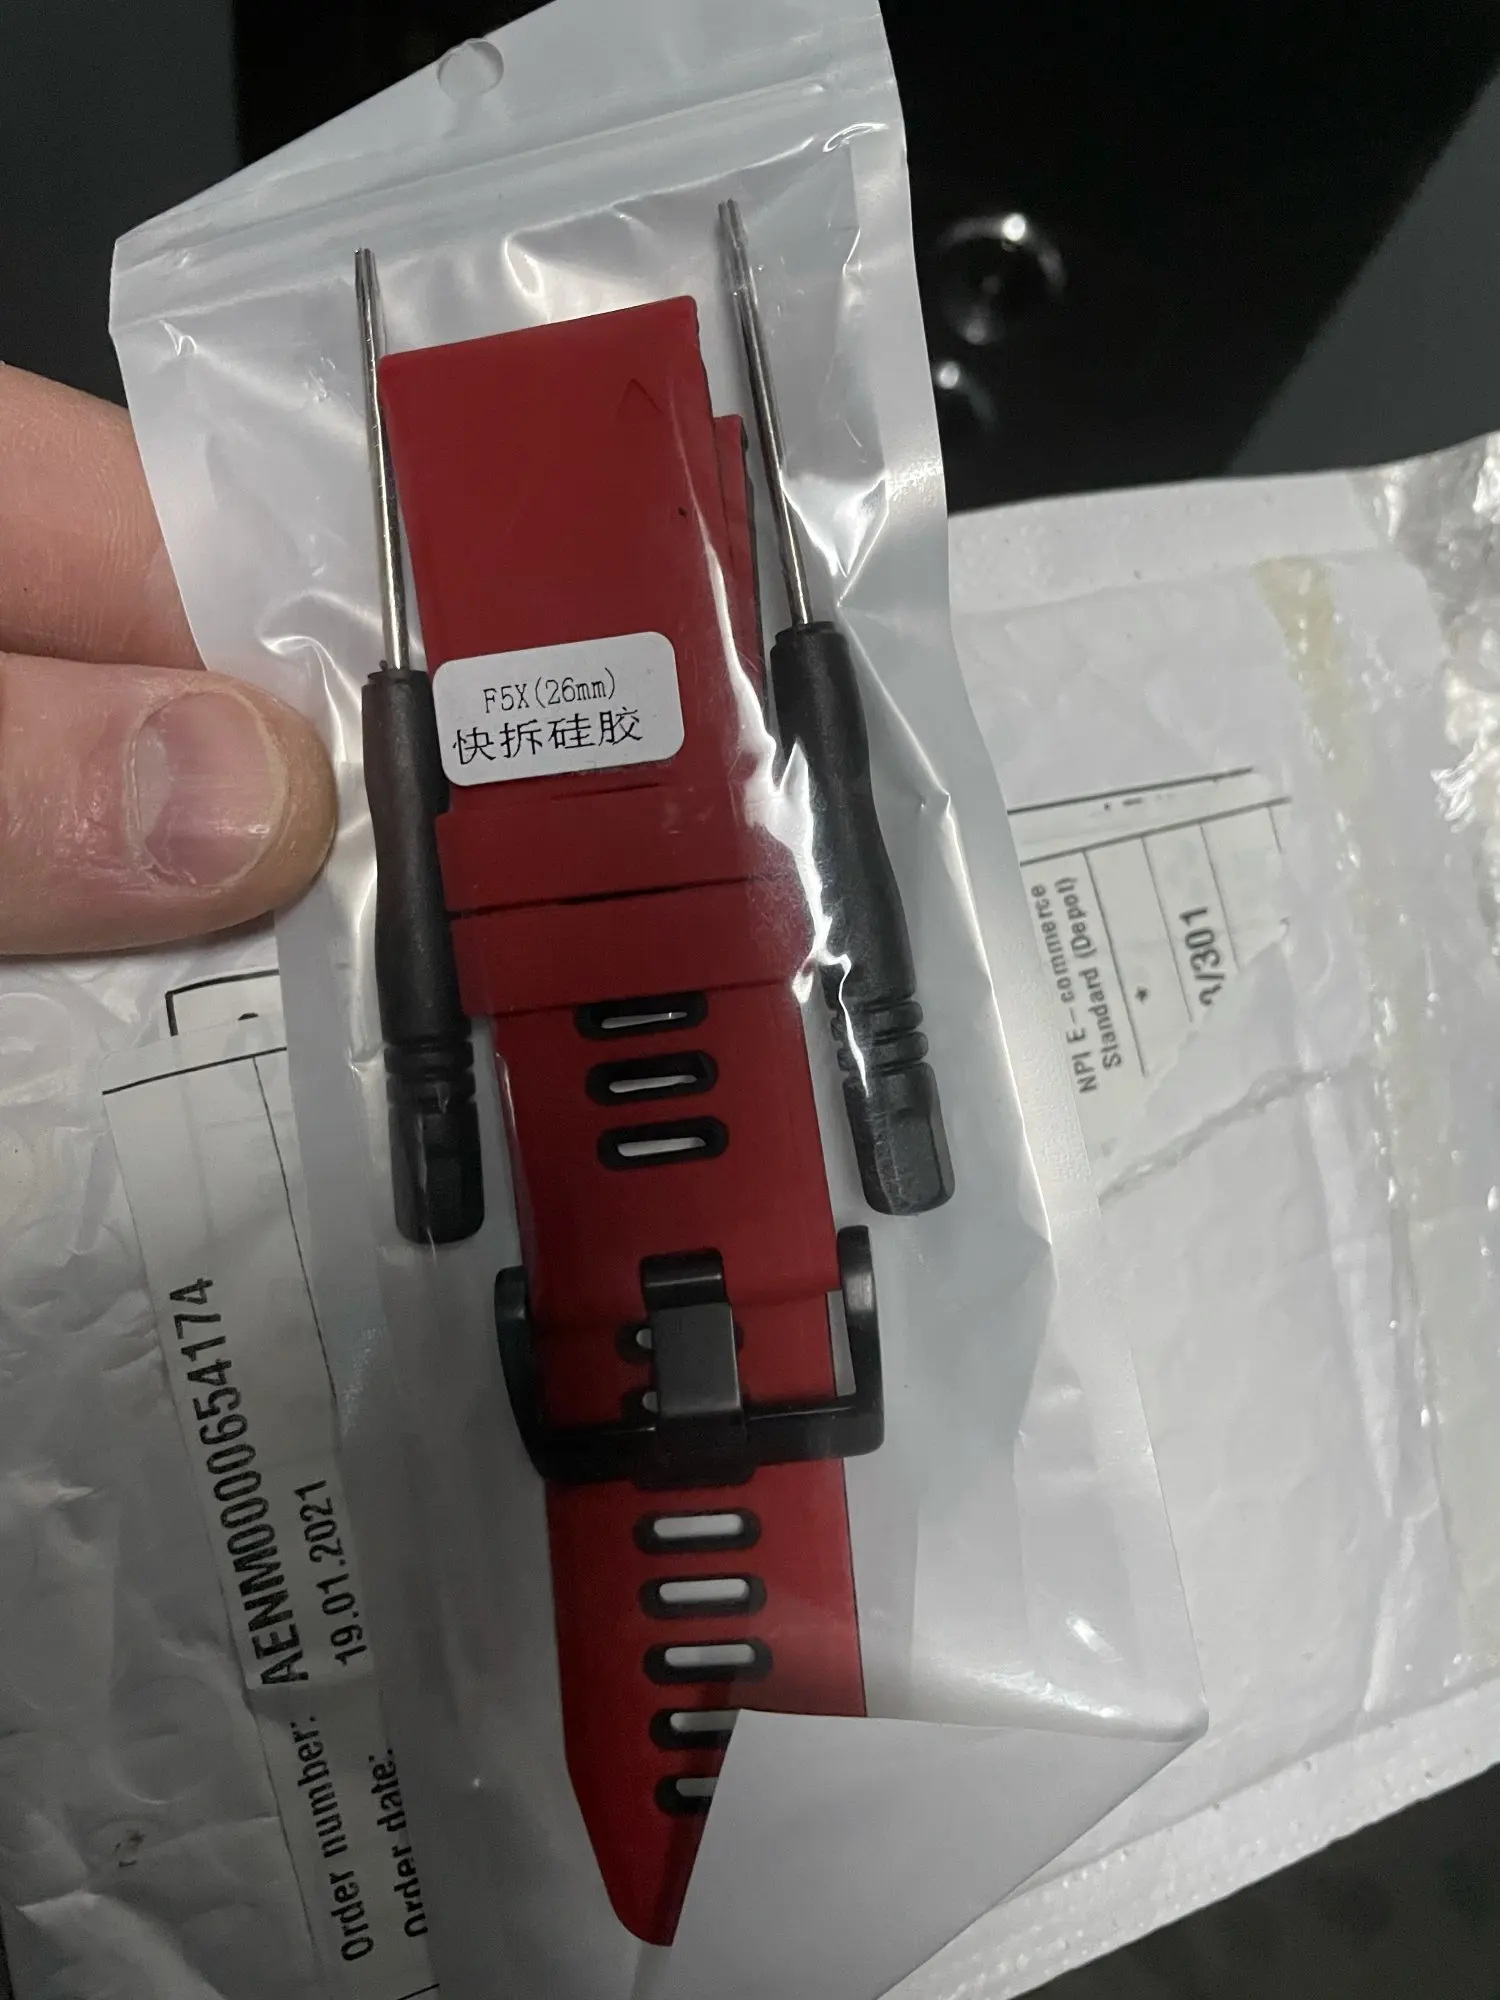 F5X(26mm)
快拆硅胶
NPI E-commerce
Standard (Depot)
/301
Order number: AENM0000654174
Order date: 19.01.2021